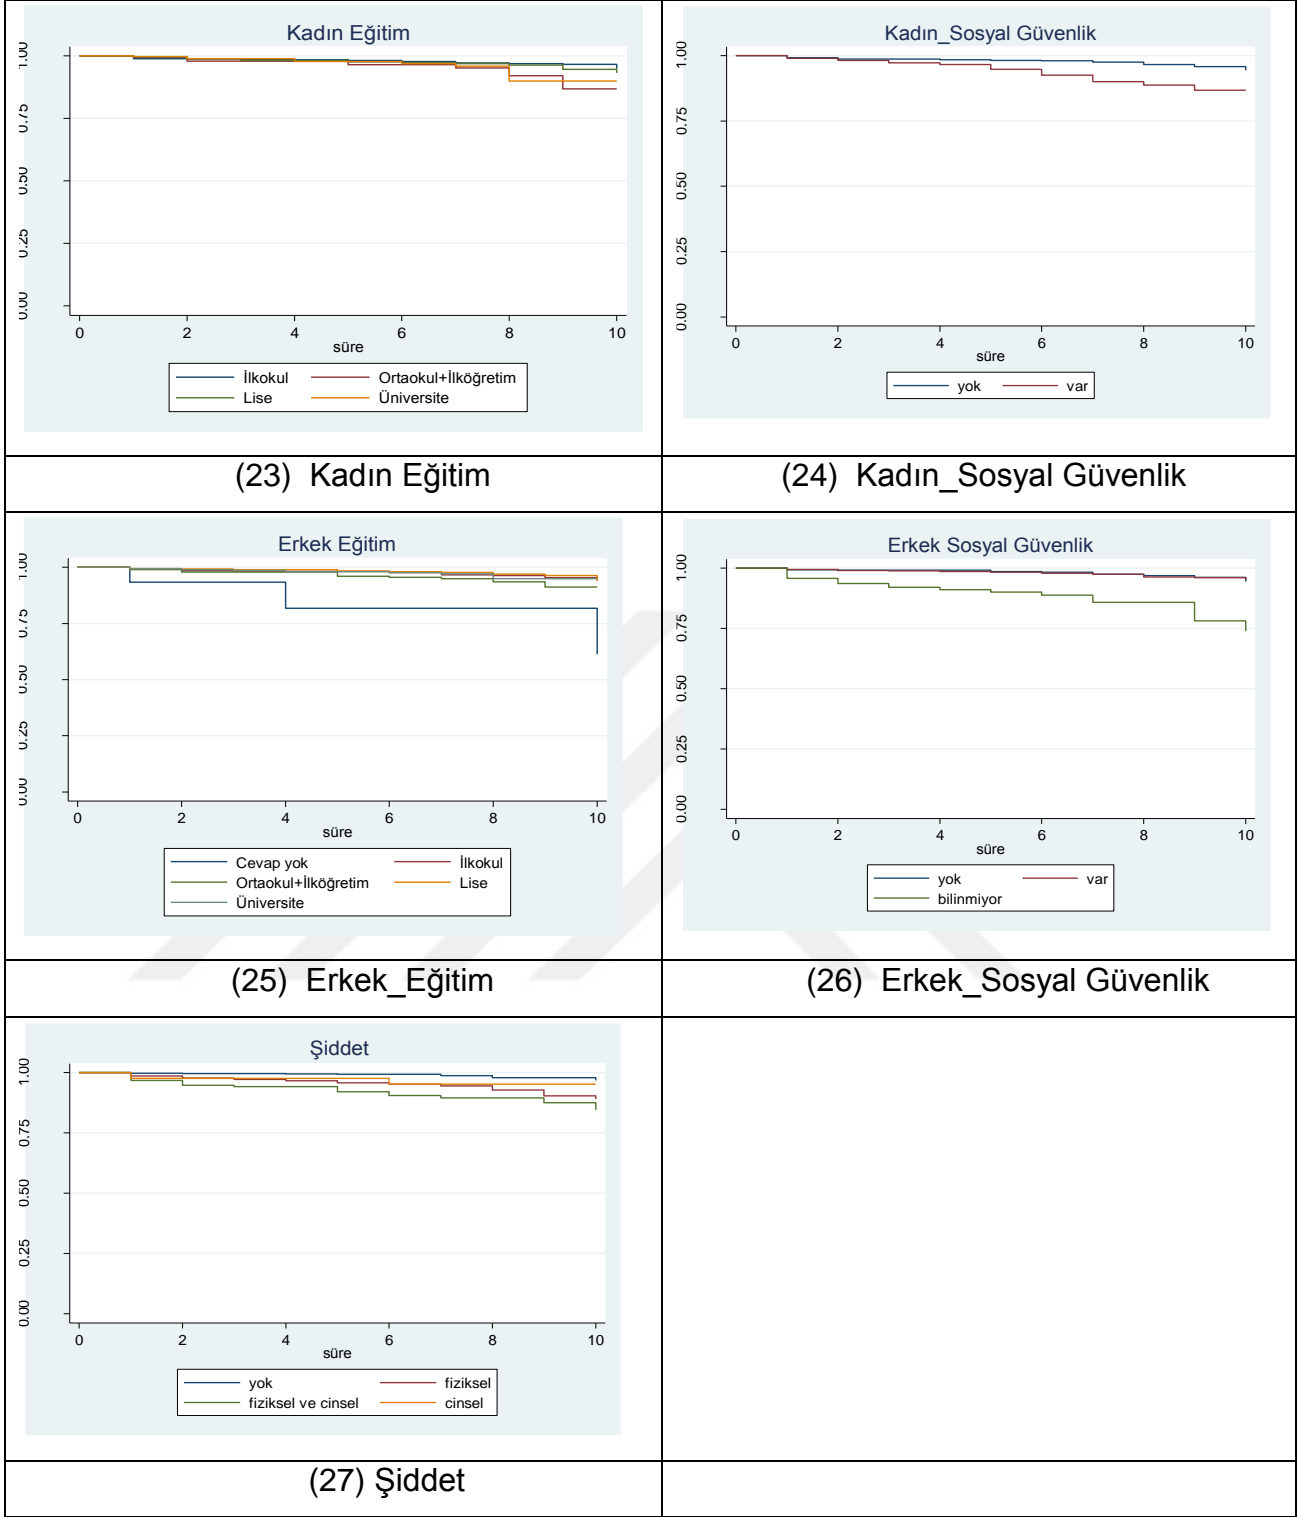 Kadın Eğitim
1.00
0.75
0.50
0.25
0.00
0 2 4 6 8 10
süre
İlkokul Ortaokul+İlköğretim
Lise Üniversite
Kadın_Sosyal Güvenlik
1.00
0.75
0.50
0.25
0.00
0 2 4 6 8 10
süre
yok var
(23) Kadın Eğitim
(24) Kadın_Sosyal Güvenlik
Erkek Eğitim
1.00
0.75
0.50
0.25
0.00
0 2 4 6 8 10
süre
Cevap yok İlkokul
Ortaokul+İlköğretim Lise
Üniversite
Erkek Sosyal Güvenlik
1.00
0.75
0.50
0.25
0.00
0 2 4 6 8 10
süre
yok var
bilinmiyor
(25) Erkek_Eğitim
(26) Erkek_Sosyal Güvenlik
Şiddet
1.00
0.75
0.50
0.25
0.00
0 2 4 6 8 10
süre
yok fiziksel
fiziksel ve cinsel cinsel
(27) Şiddet